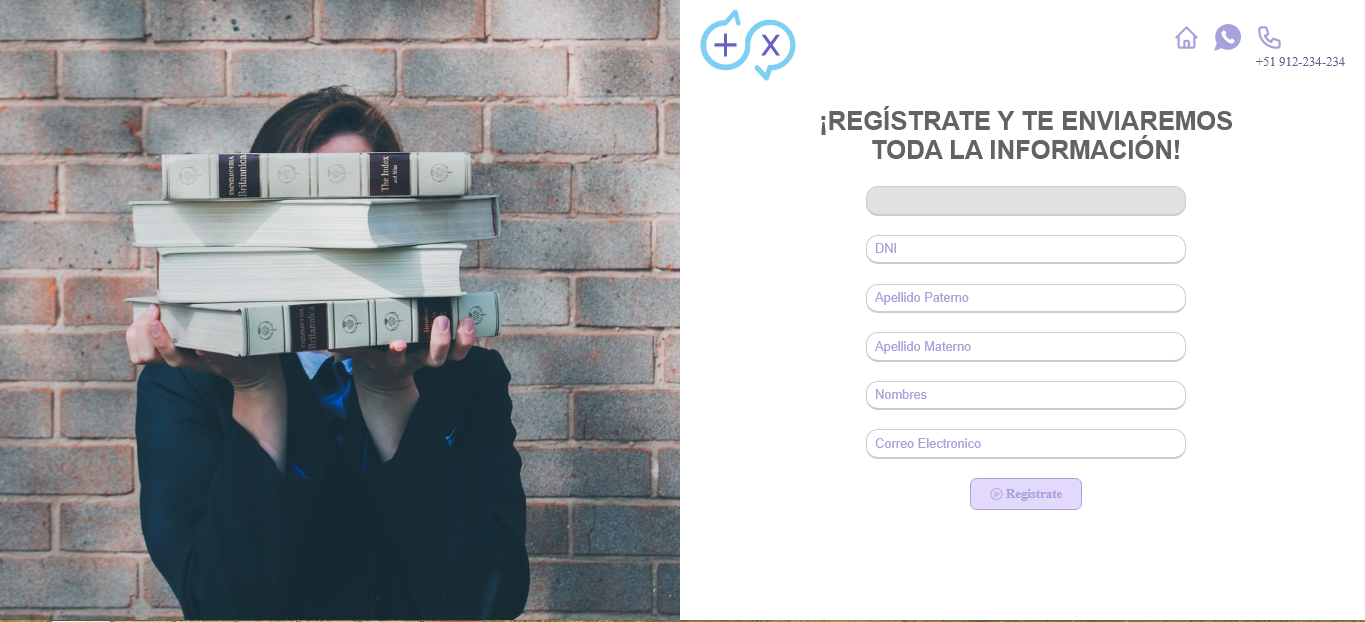 + x
+51 912-234-234
¡REGÍSTRATE Y TE ENVIAREMOS
TODA LA INFORMACIÓN!
DNI
Apellido Paterno
Apellido Materno
Nombres
Correo Electronico
Registrate
Britannica
The Index
Britannica